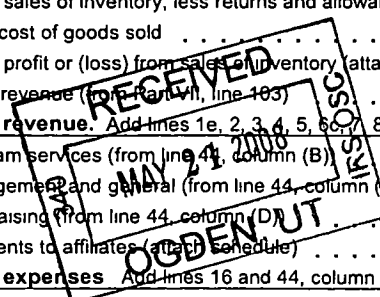 sales of inventory, less returns and allowa
cost of goods sold . . . . . . . . . .
profit or (loss) from sales of inventory (atta
revenue (from Part VII, line 103)
revenue. Add lines 1e, 2, 3, 4, 5, 6c, 7, 8
am services (from line 44, column (B))
gement and general (from line 44, column (
aising (from line 44, column (D))
ents to affiliates (attach schedule)
expenses Add lines 16 and 44, column
RECEIVED
MAY 21 2008
IRS-OSC
OGDEN, UT